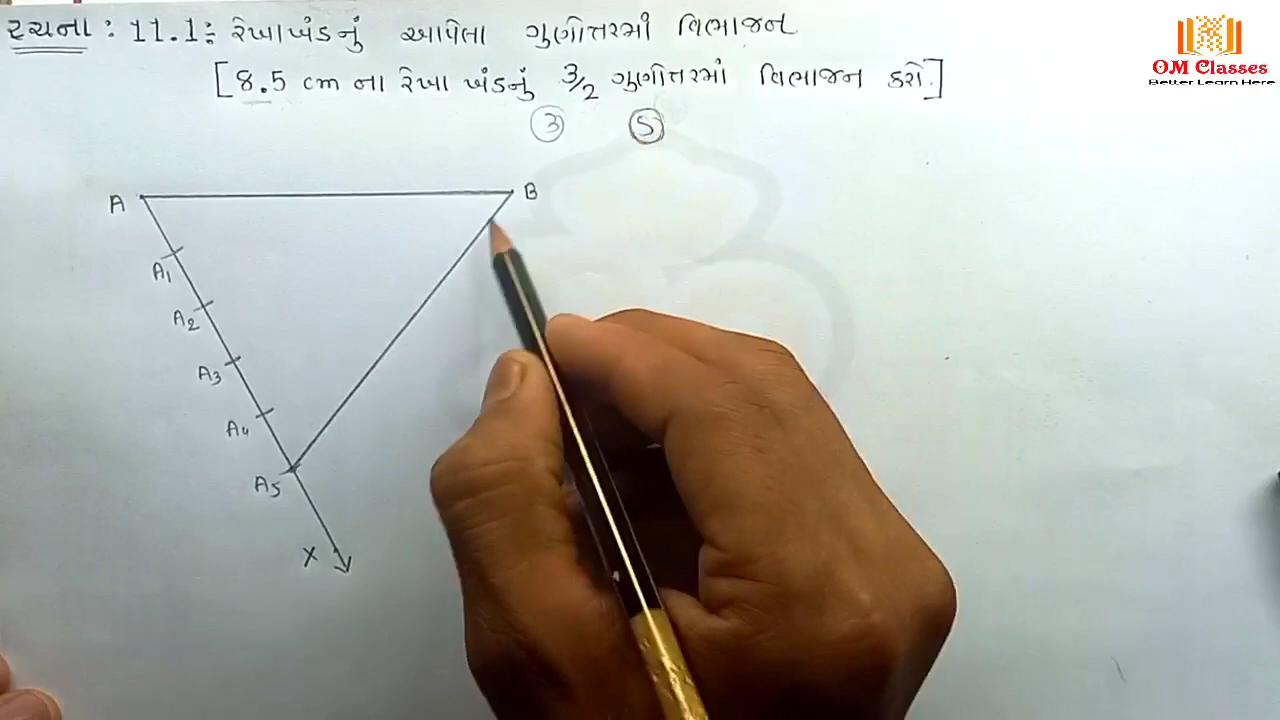 રચના : 11.1 : રેખાખંડનું આપેલા ગુણોત્તરમાં વિભાજન.
[8.5 cm ના રેખા ખંડનું 3/2 ગુણોત્તરમાં વિભાજન કરો.]
3 5
OM Classes
Better Learn Here
A B
A1
A2
A3
A4
A5
X